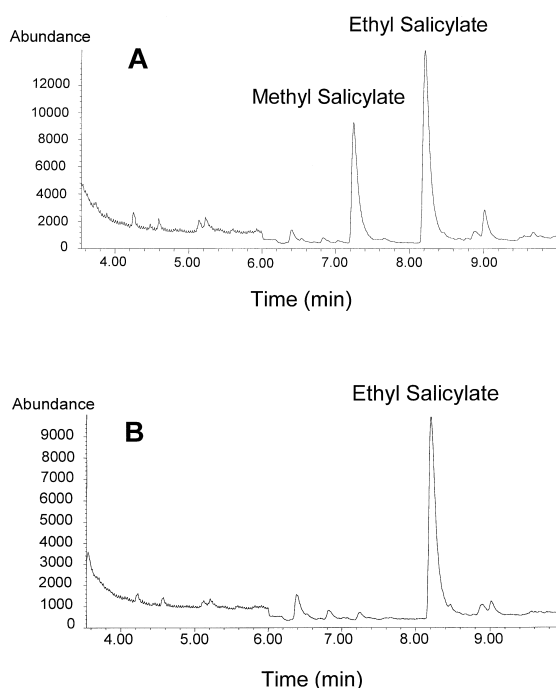 Abundance
A
Ethyl Salicylate
Methyl Salicylate
12000
10000
8000
6000
4000
2000
0
4.00 5.00 6.00 7.00 8.00 9.00
Time (min)
Abundance
B
Ethyl Salicylate
9000
8000
7000
6000
5000
4000
3000
2000
1000
0
4.00 5.00 6.00 7.00 8.00 9.00
Time (min)